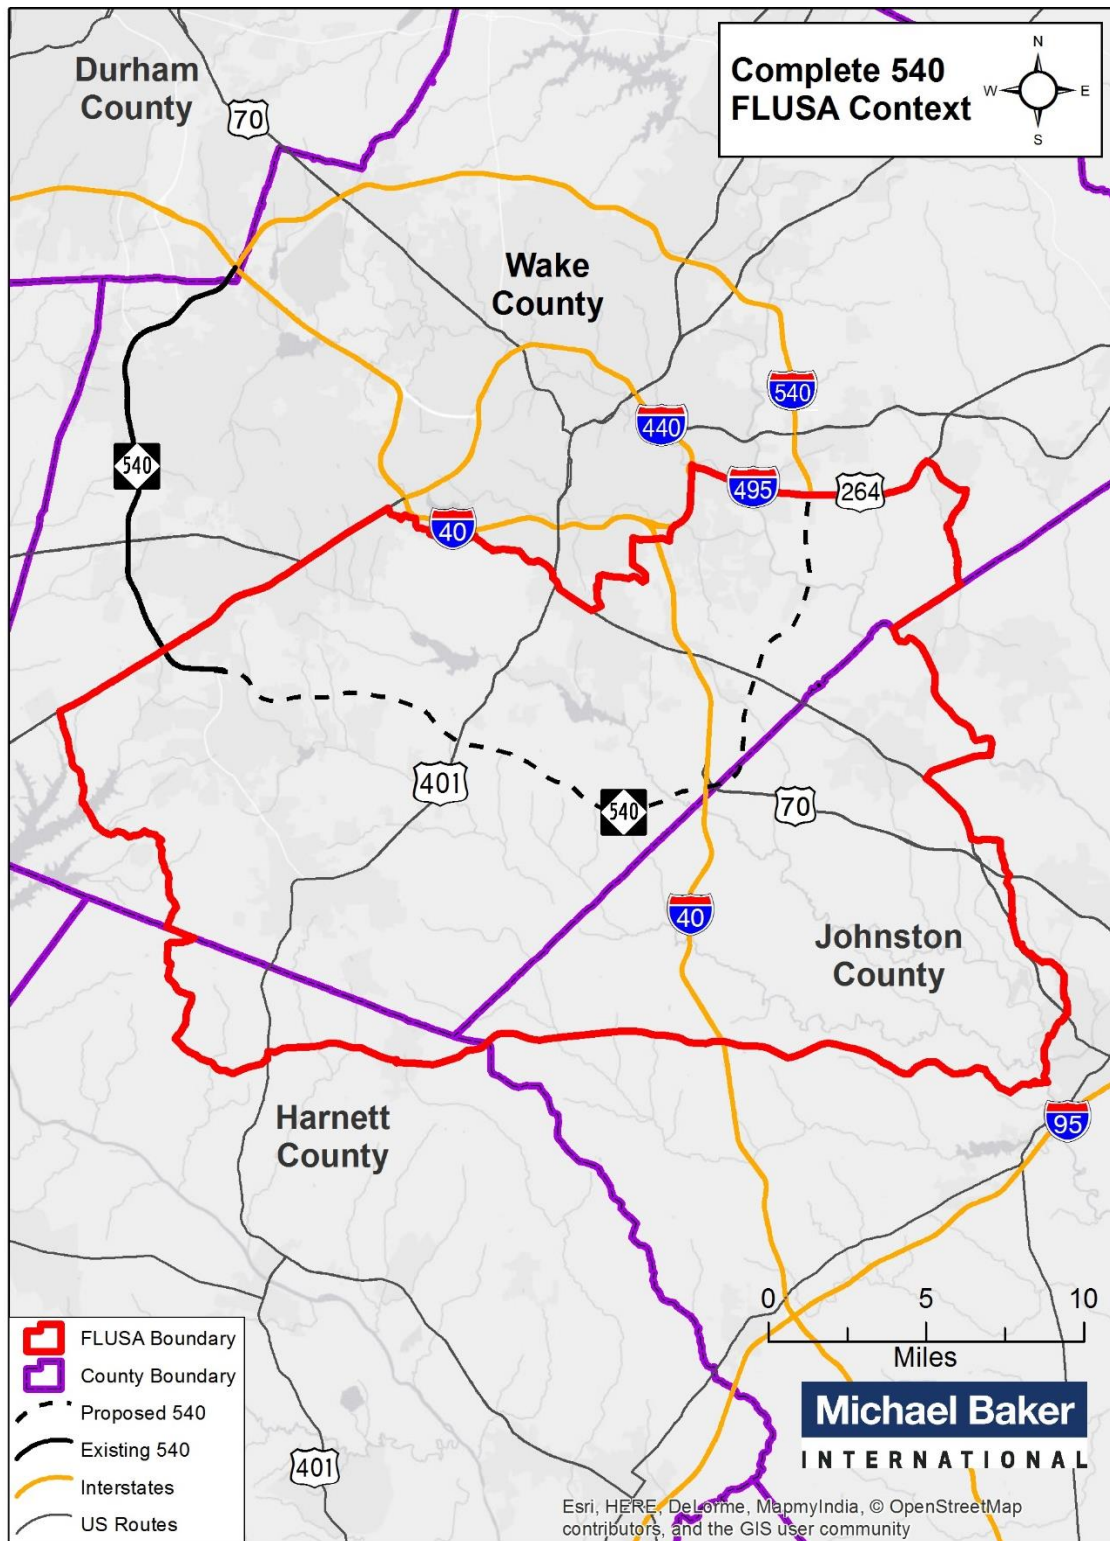 Durham
County
70
Complete 540
FLUSA Context
N
W
E
S
Wake
County
540
440
540
495
264
40
401
540
70
40
Johnston
County
Harnett
County
95
0 5 10
Miles
FLUSA Boundary
County Boundary
Proposed 540
Existing 540
Interstates
US Routes
401
Michael Baker
INTERNATIONAL
Esri, HERE, DeLorme, MapmyIndia, © OpenStreetMap
contributors, and the GIS user community